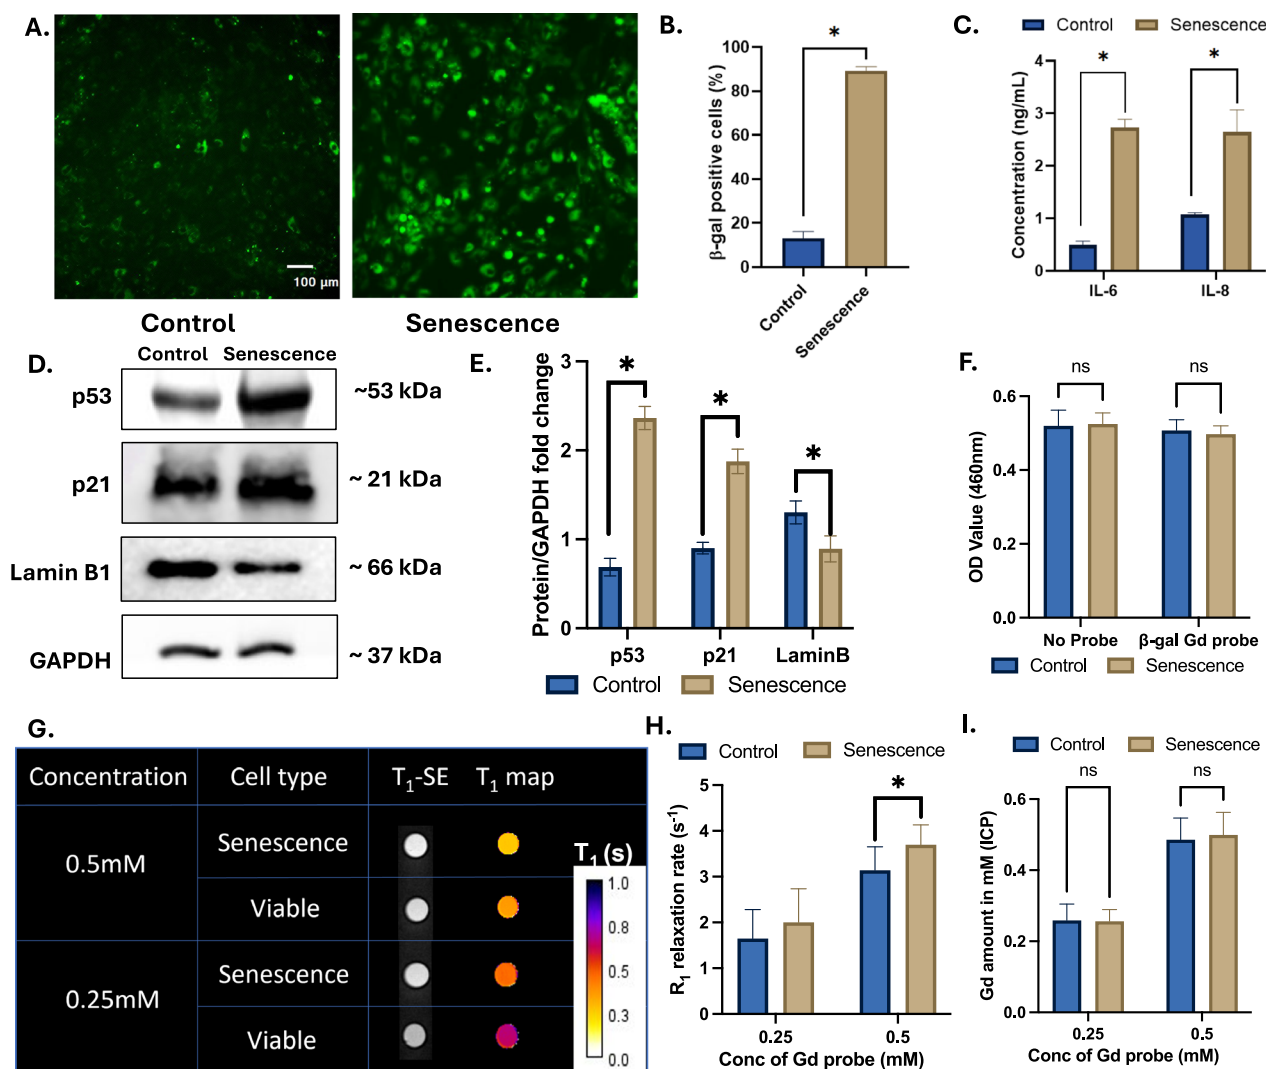 A.
100 µm
Control
Senescence
B.
β-gal positive cells (%)
100
80
60
40
20
0
*
Control
Senescence
C.
Control
Senescence
Concentration (ng/mL)
4
3
2
1
0
*
*
IL-6
IL-8
D.
Control
Senescence
p53
~53 kDa
p21
~ 21 kDa
Lamin B1
~ 66 kDa
GAPDH
~ 37 kDa
E.
Protein/GAPDH fold change
3
2
1
0
*
*
*
p53
p21
LaminB
Control
Senescence
F.
OD Value (460nm)
0.6
0.4
0.2
0.0
ns
ns
No Probe
β-gal Gd probe
Control
Senescence
G.
Concentration
Cell type
T1-SE
T1 map
0.5mM
Senescence
Viable
0.25mM
Senescence
Viable
T1 (s)
1.0
0.8
0.5
0.3
0.0
H.
Control
Senescence
R1 relaxation rate (s-1)
5
4
3
2
1
0
*
0.25
0.5
Conc of Gd probe (mM)
I.
Control
Senescence
Gd amount in mM (ICP)
0.6
0.4
0.2
0.0
ns
ns
0.25
0.5
Conc of Gd probe (mM)